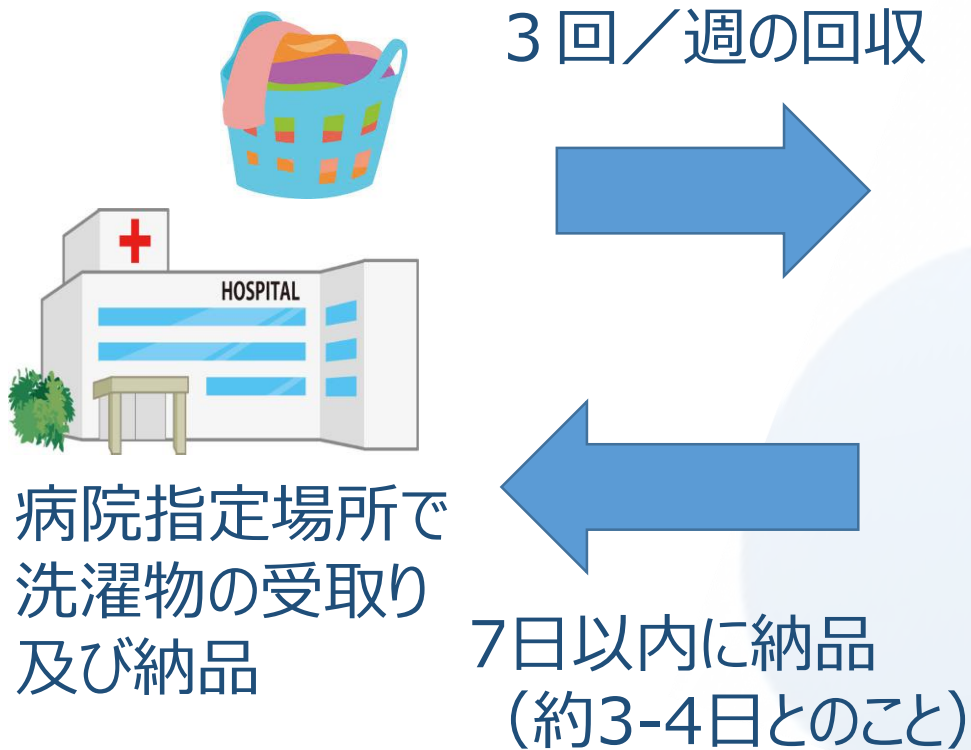 3回／週の回収
HOSPITAL
病院指定場所で
洗濯物の受取り
及び納品
7日以内に納品
（約3-4日とのこと）